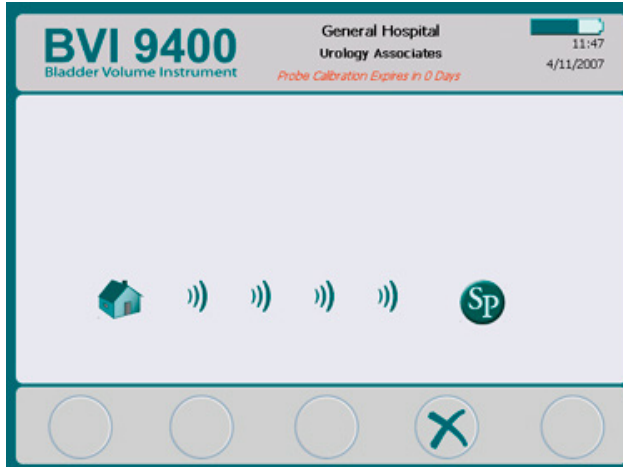 BVI 9400
Bladder Volume Instrument
General Hospital
Urology Associates
Probe Calibration Expires in 0 Days
11:47
4/11/2007
SP